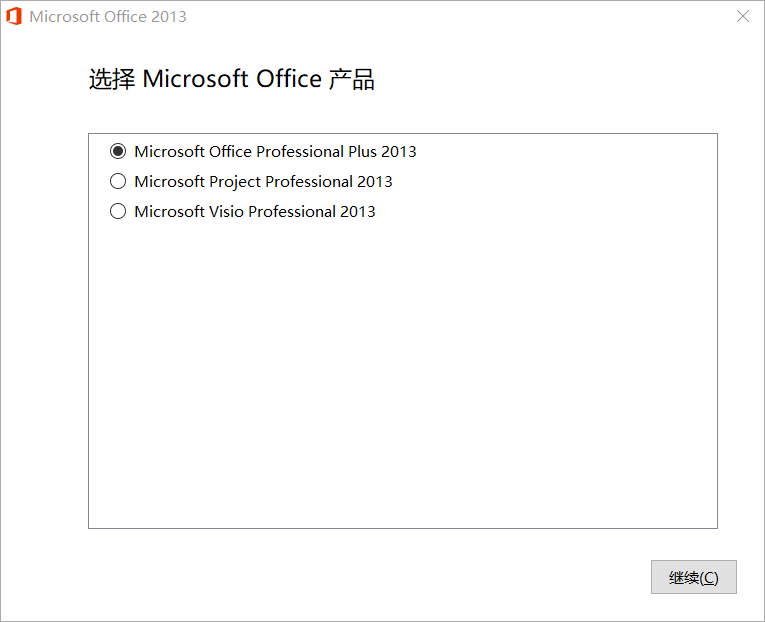 Microsoft Office 2013
选择 Microsoft Office 产品
Microsoft Office Professional Plus 2013
Microsoft Project Professional 2013
Microsoft Visio Professional 2013
继续(C)